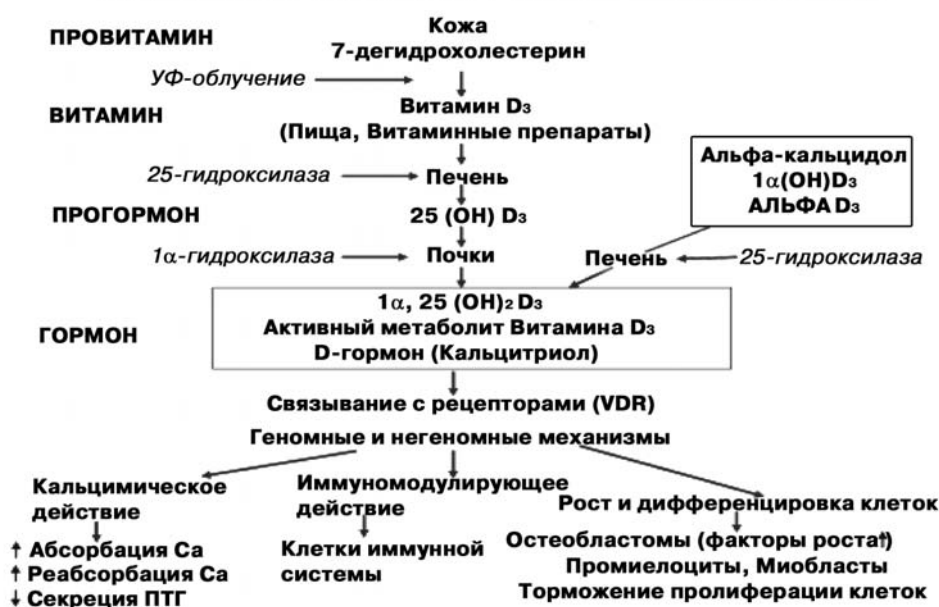 ПРОВИТАМИН
Кожа
7-дегидрохолестерин
УФ-облучение
ВИТАМИН
Витамин D₃
(Пища, Витаминные препараты)
Альфа-кальцидол
1α(OH)D₃
АЛЬФА D₃
25-гидроксилаза
Печень
ПРОГОРМОН
25 (OH) D₃
1α-гидроксилаза
Почки
Печень
25-гидроксилаза
ГОРМОН
1α, 25 (OH)₂ D₃
Активный метаболит Витамина D₃
D-гормон (Кальцитриол)
Связывание с рецепторами (VDR)
Геномные и негеномные механизмы
Кальцимическое
действие
↑ Абсорбация Ca
↑ Реабсорбация Ca
↓ Секреция ПТГ
Иммуномодулирующее
действие
Клетки иммунной
системы
Рост и дифференцировка клеток
Остеобластомы (факторы роста↑)
Промиелоциты, Миобласты
Торможение пролиферации клеток